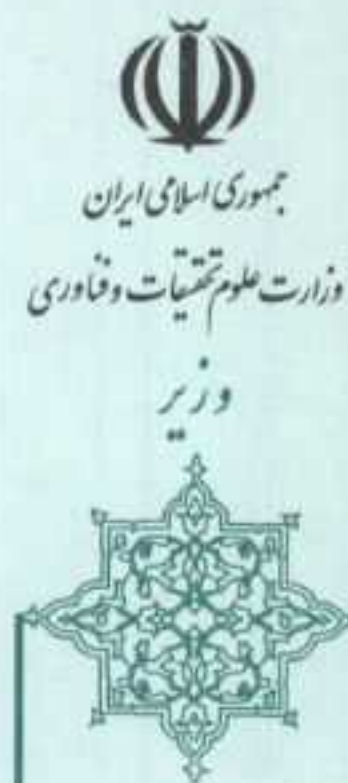 جمهوری اسلامی ایران
وزارت علوم تحقیقات و فناوری
وزیر